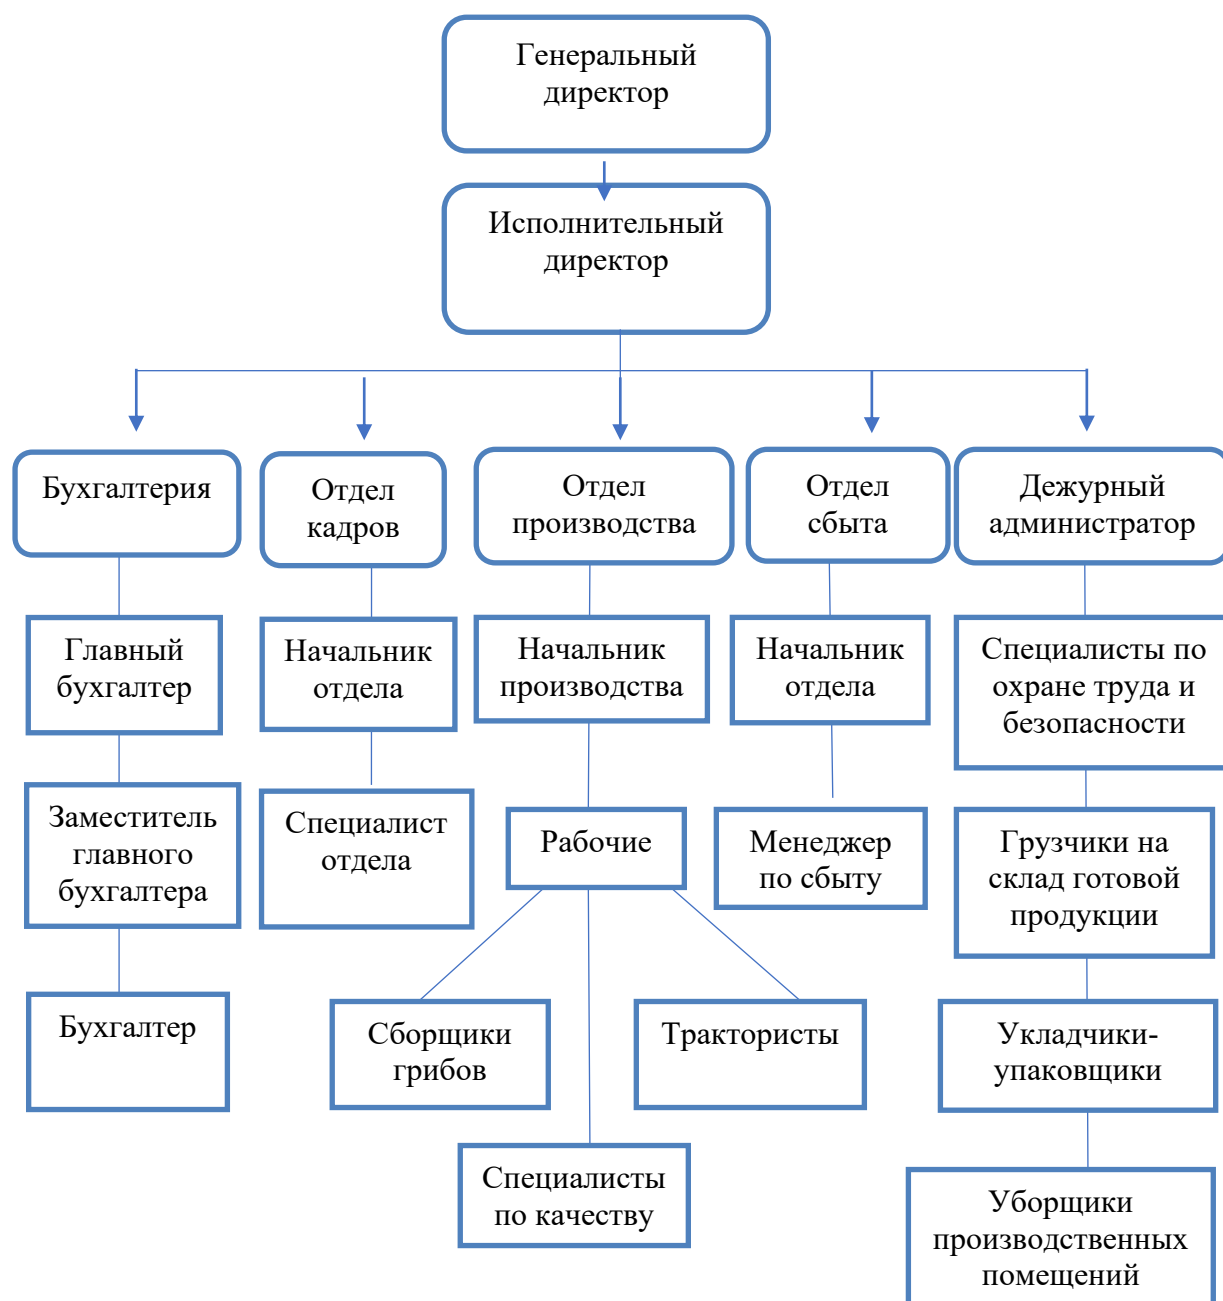 Генеральный
директор
Исполнительный
директор
Бухгалтерия
Отдел
кадров
Отдел
производства
Отдел
сбыта
Дежурный
администратор
Главный
бухгалтер
Начальник
отдела
Начальник
производства
Начальник
отдела
Специалисты по
охране труда и
безопасности
Заместитель
главного
бухгалтера
Специалист
отдела
Рабочие
Менеджер
по сбыту
Грузчики на
склад готовой
продукции
Бухгалтер
Сборщики
грибов
Трактористы
Укладчики-
упаковщики
Специалисты
по качеству
Уборщики
производственных
помещений